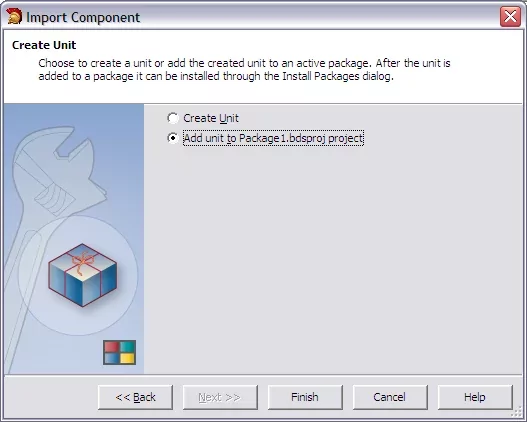 Import Component
Create Unit
Choose to create a unit or add the created unit to an active package. After the unit is
added to a package it can be installed through the Install Packages dialog.
Create Unit
Add unit to Package1.bdsproj project
<< Back
Next >>
Finish
Cancel
Help